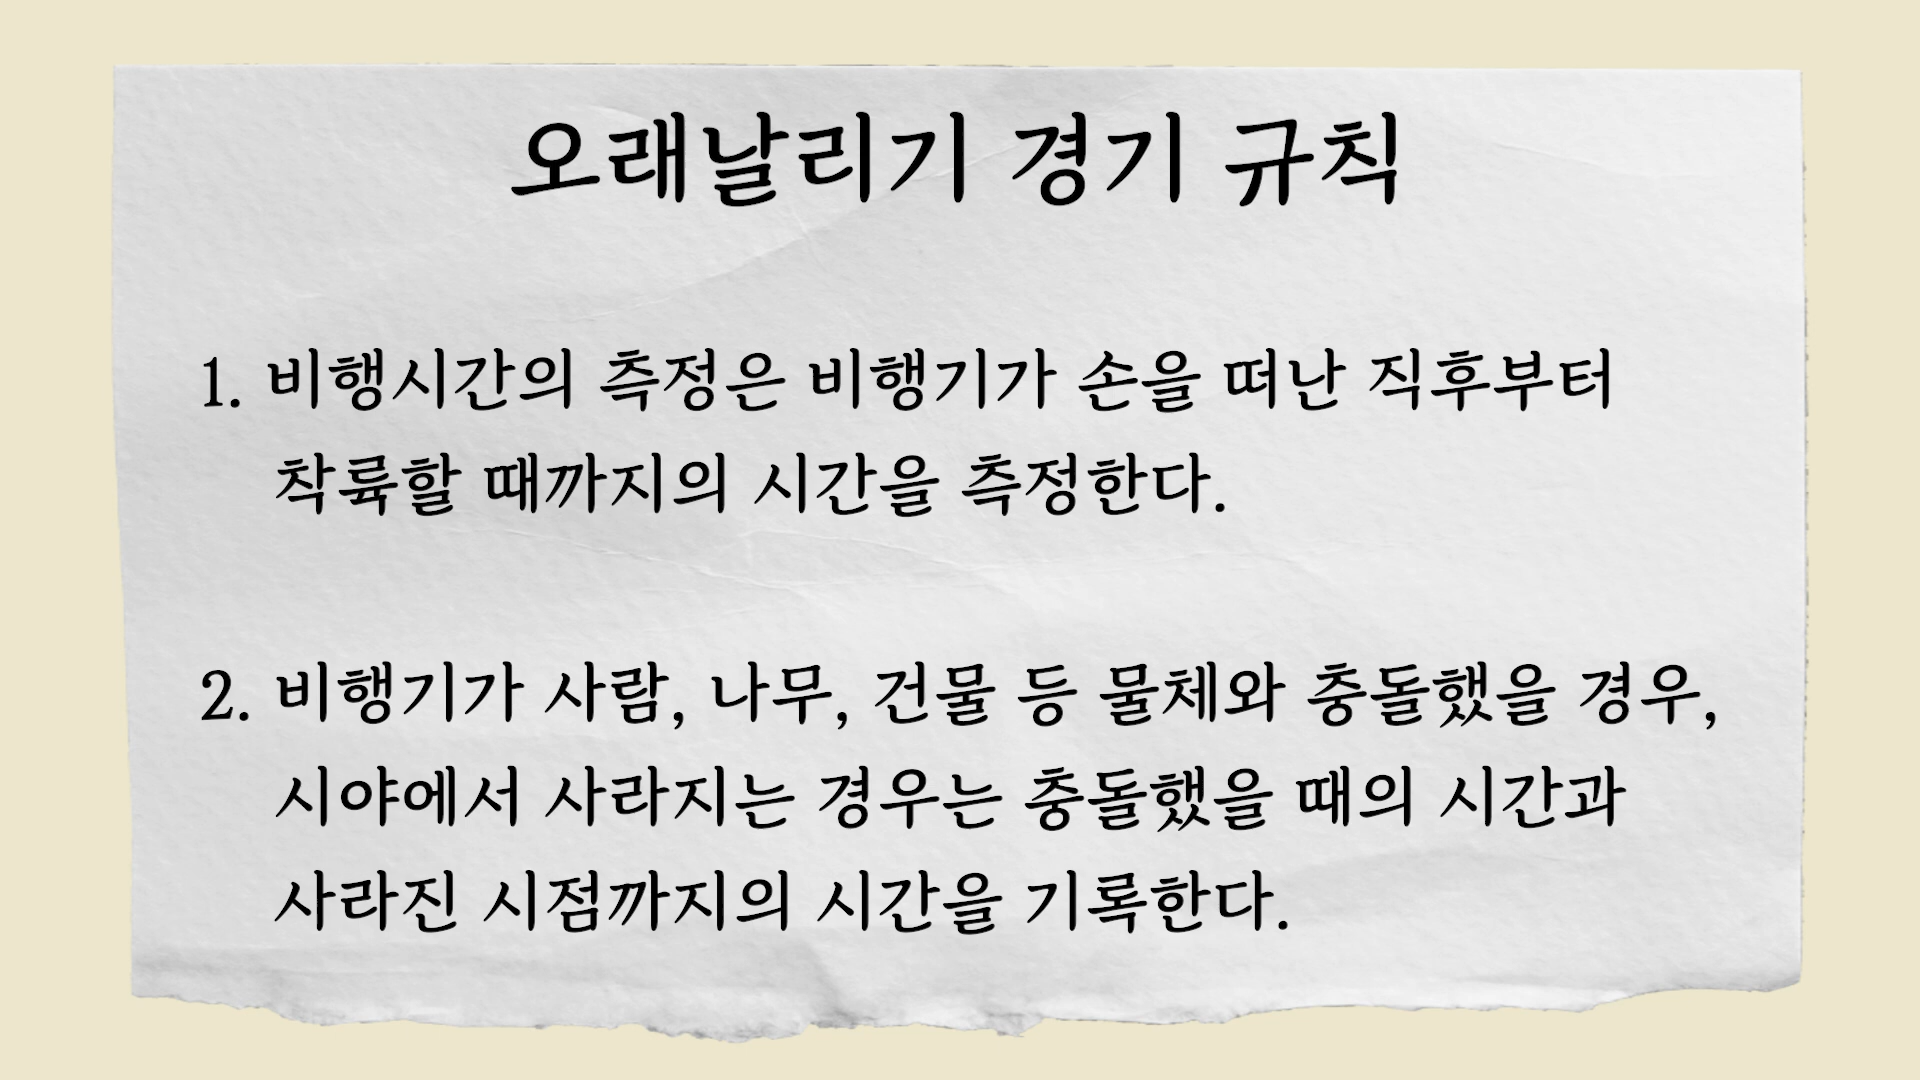 오래날리기 경기 규칙
1. 비행시간의 측정은 비행기가 손을 떠난 직후부터
착륙할 때까지의 시간을 측정한다.
2. 비행기가 사람, 나무, 건물 등 물체와 충돌했을 경우,
시야에서 사라지는 경우는 충돌했을 때의 시간과
사라진 시점까지의 시간을 기록한다.